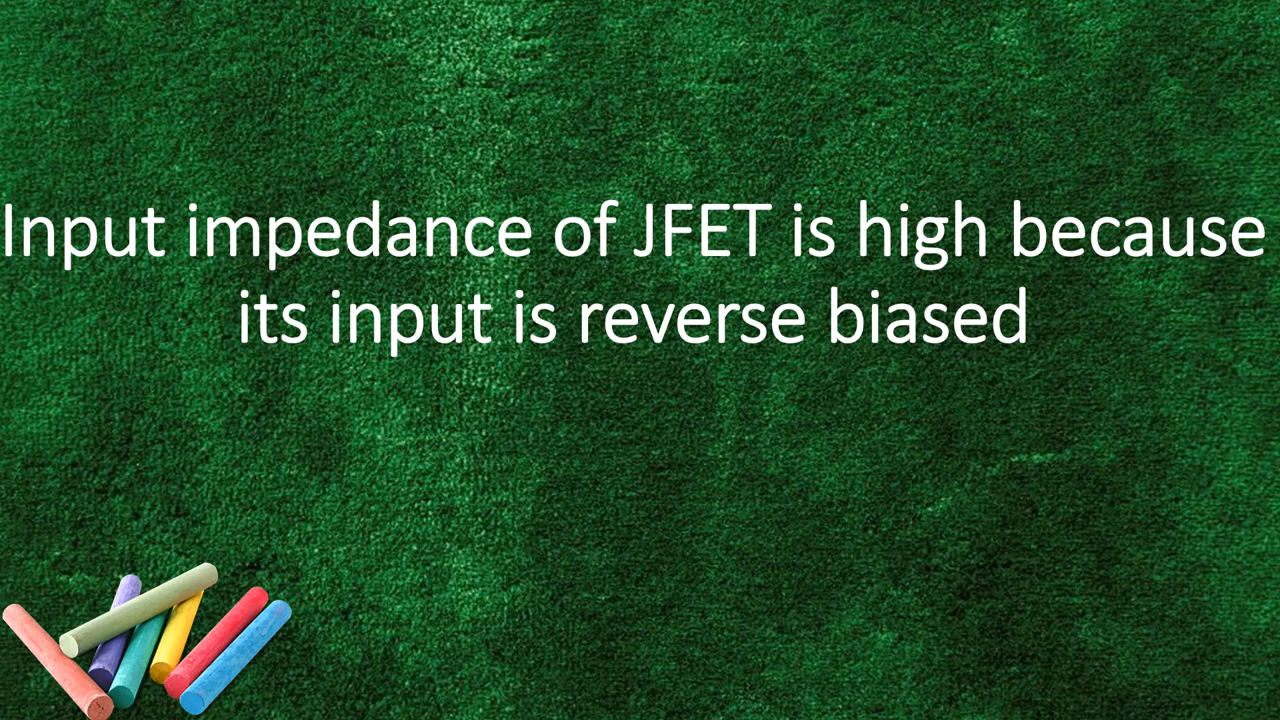 Input impedance of JFET is high because
its input is reverse biased